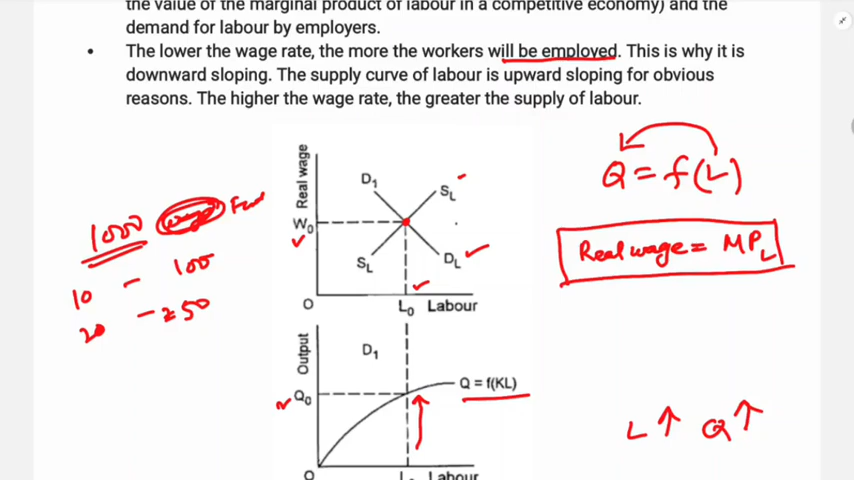 the value of the marginal product of labour in a competitive economy) and the
demand for labour by employers.
• The lower the wage rate, the more the workers will be employed. This is why it is
downward sloping. The supply curve of labour is upward sloping for obvious
reasons. The higher the wage rate, the greater the supply of labour.
Q = f(L)
Real wage = MPL
1000 wage Fund
10 - 100
20 - 50
Real wage
D1
SL
W0
SL
DL
O
L0 Labour
Output
D1
Q = f(KL)
Q0
L ↑ Q ↑
O
L Labour